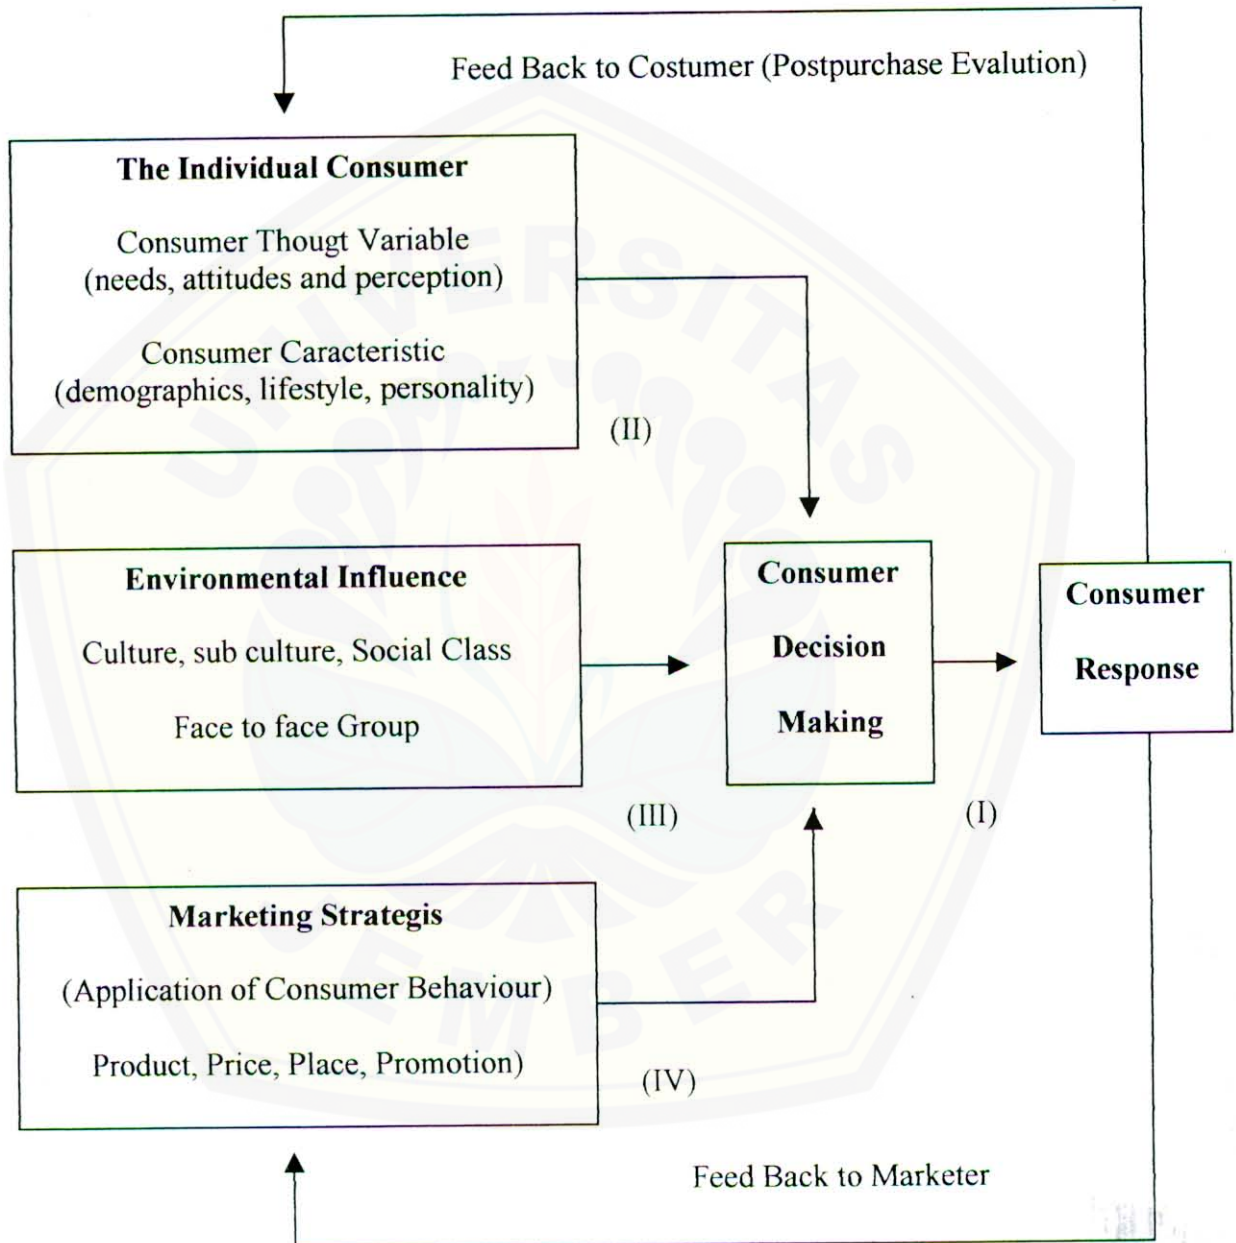 Feed Back to Costumer (Postpurchase Evalution)
The Individual Consumer
Consumer Thougt Variable
(needs, attitudes and perception)
Consumer Caracteristic
(demographics, lifestyle, personality)
(II)
Environmental Influence
Culture, sub culture, Social Class
Face to face Group
(III)
Consumer
Decision
Making
(I)
Consumer
Response
Marketing Strategis
(Application of Consumer Behaviour)
Product, Price, Place, Promotion)
(IV)
Feed Back to Marketer
UNIVERSITAS
JEMBER